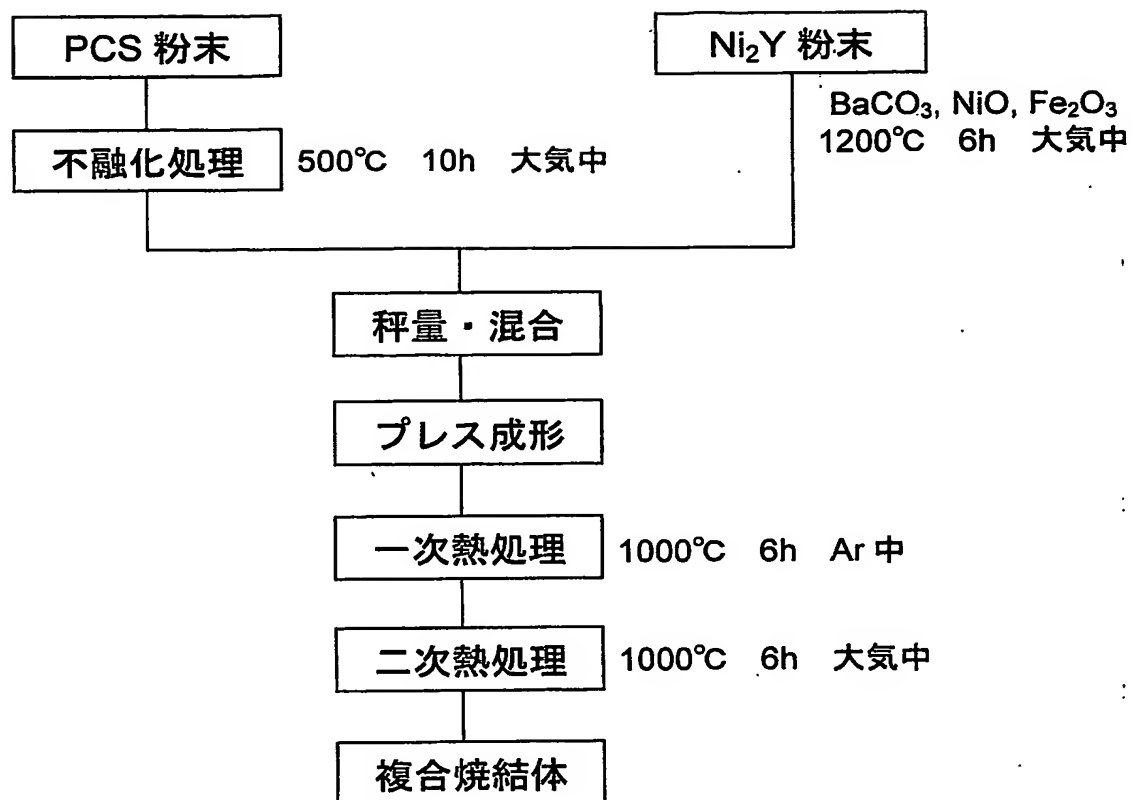 PCS 粉末
Ni₂Y 粉末
BaCO₃, NiO, Fe₂O₃
1200℃ 6h 大気中
不融化処理 500℃ 10h 大気中
秤量・混合
プレス成形
一次熱処理 1000℃ 6h Ar 中
二次熱処理 1000℃ 6h 大気中
複合焼結体